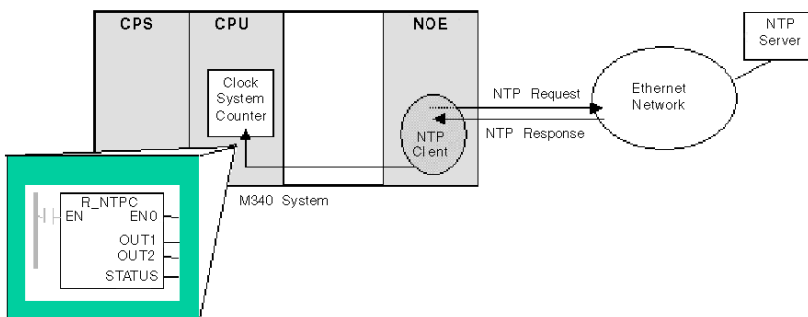 CPS
CPU
NOE
NTP
Server
Clock
System
Counter
NTP Request
Ethernet
Network
NTP Response
NTP
Client
M340 System
R_NTPC
EN
ENO
OUT1
OUT2
STATUS